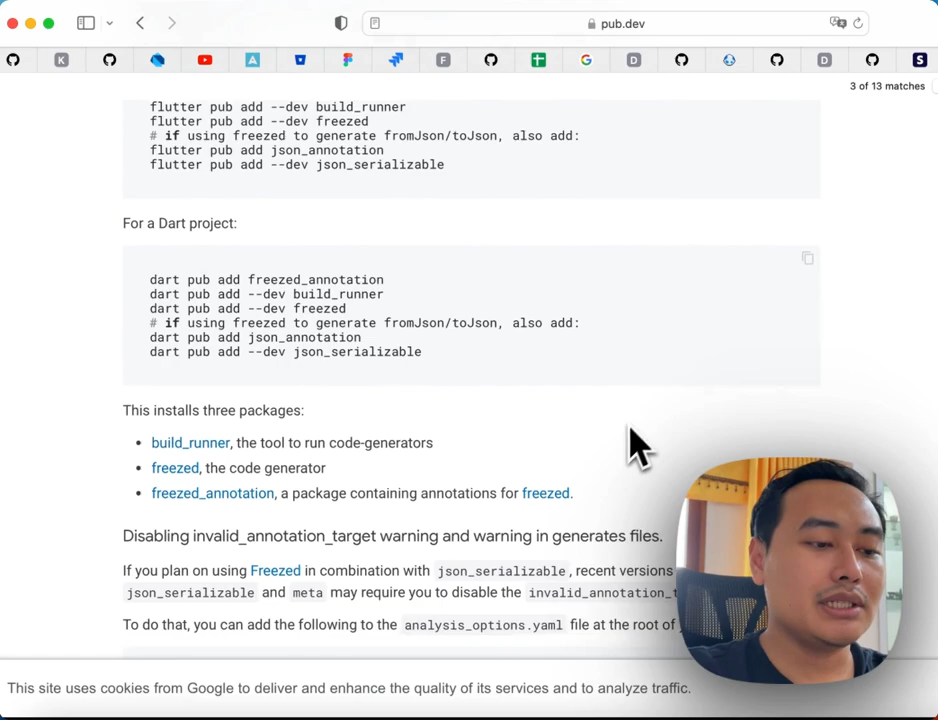 pub.dev
K
A
F
G
D
D
S
3 of 13 matches
flutter pub add --dev build_runner
flutter pub add --dev freezed
# if using freezed to generate fromJson/toJson, also add:
flutter pub add json_annotation
flutter pub add --dev json_serializable
For a Dart project:
dart pub add freezed_annotation
dart pub add --dev build_runner
dart pub add --dev freezed
# if using freezed to generate fromJson/toJson, also add:
dart pub add json_annotation
dart pub add --dev json_serializable
This installs three packages:
• build_runner, the tool to run code-generators
• freezed, the code generator
• freezed_annotation, a package containing annotations for freezed.
Disabling invalid_annotation_target warning and warning in generates files.
If you plan on using Freezed in combination with json_serializable, recent versions
json_serializable and meta may require you to disable the invalid_annotation_t
To do that, you can add the following to the analysis_options.yaml file at the root of
This site uses cookies from Google to deliver and enhance the quality of its services and to analyze traffic.